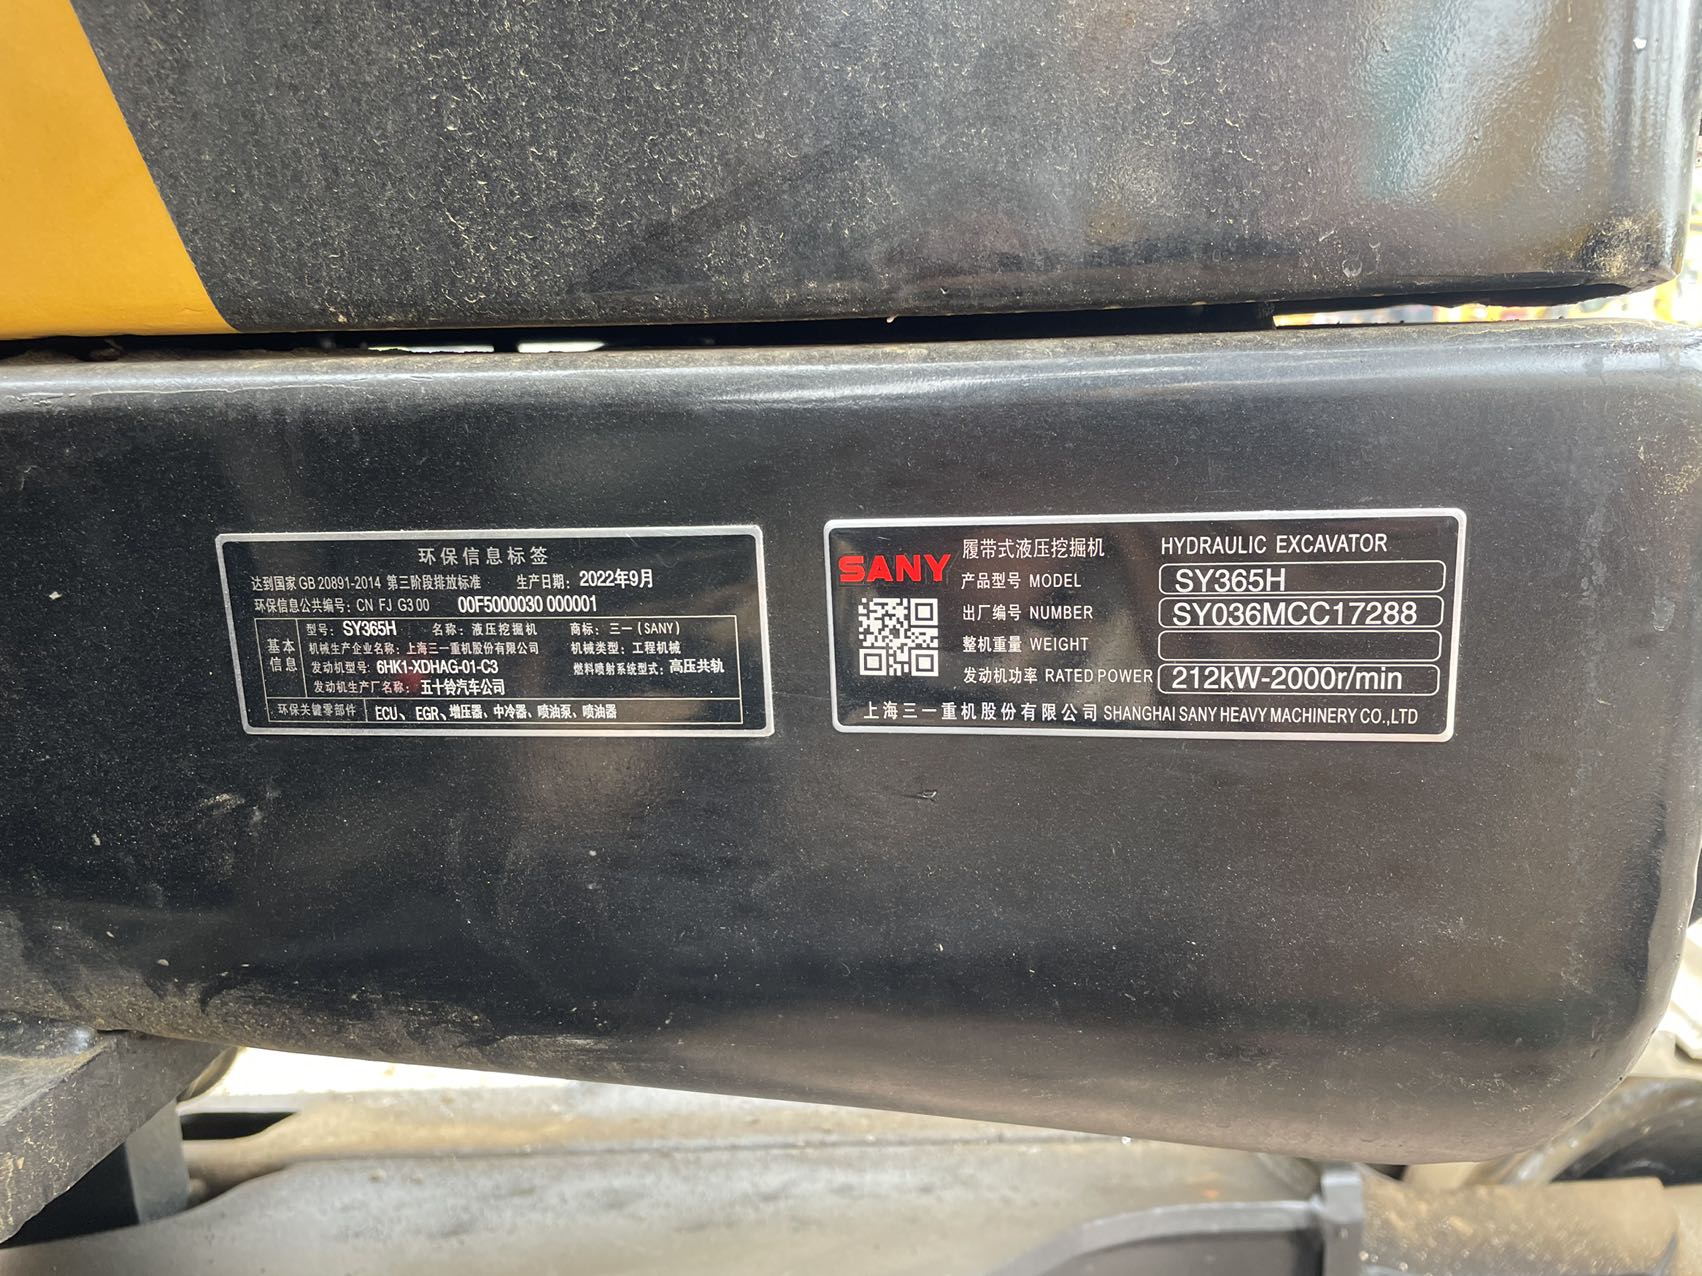 环保信息标签
达到国家GB 20891-2014 第三阶段排放标准 生产日期：2022年9月
环保信息公共编号：CN FJ G3 00 00F5000030 000001
基本信息
型号：SY365H 名称：液压挖掘机 商标：三一(SANY)
机械生产企业名称：上海三一重机股份有限公司 机械类型：工程机械
发动机型号：6HK1-XDHAG-01-C3 燃料喷射系统型式：高压共轨
发动机生产厂名称：五十铃汽车公司
环保关键零部件 ECU、EGR、增压器、中冷器、喷油泵、喷油器
SANY 履带式液压挖掘机 HYDRAULIC EXCAVATOR
产品型号 MODEL SY365H
出厂编号 NUMBER SY036MCC17288
整机重量 WEIGHT
发动机功率 RATED POWER 212kW-2000r/min
上海三一重机股份有限公司 SHANGHAI SANY HEAVY MACHINERY CO.,LTD